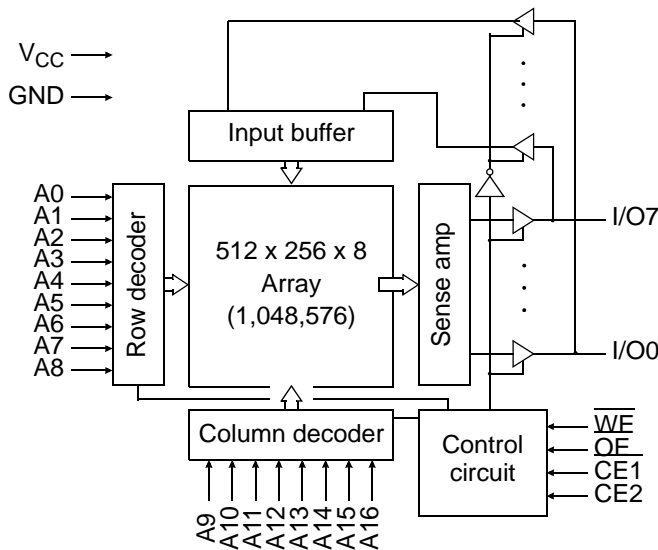 V_CC
GND
Input buffer
A0
A1
A2
A3
A4
A5
A6
A7
A8
Row decoder
512 x 256 x 8
Array
(1,048,576)
Sense amp
I/O7
I/O0
Column decoder
Control
circuit
WE
OE
CE1
CE2
A9
A10
A11
A12
A13
A14
A15
A16